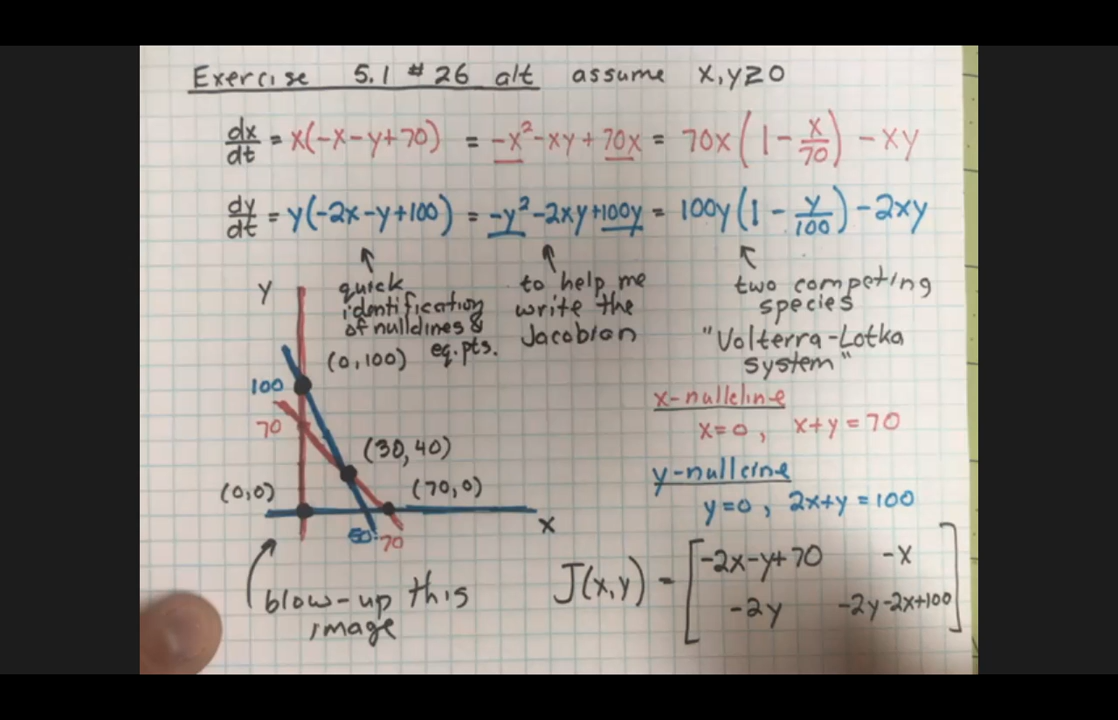 Exercise 5.1 #26 alt assume x,y≥0
dx/dt = x(-x-y+70) = -x²-xy+70x = 70x(1-x/70)-xy
dy/dt = y(-2x-y+100) = -y²-2xy+100y = 100y(1-y/100)-2xy
quick
identification
of nullclines &
eq. pts.
to help me
write the
Jacobian
two competing
species
"Volterra-Lotka
system"
y
(0,100)
100
70
(30,40)
(0,0)
(70,0)
50
70
x
x-nullcline
x=0, x+y=70
y-nullcine
y=0, 2x+y=100
blow-up this
image
J(x,y) = [-2x-y+70 -x
-2y -2y-2x+100]